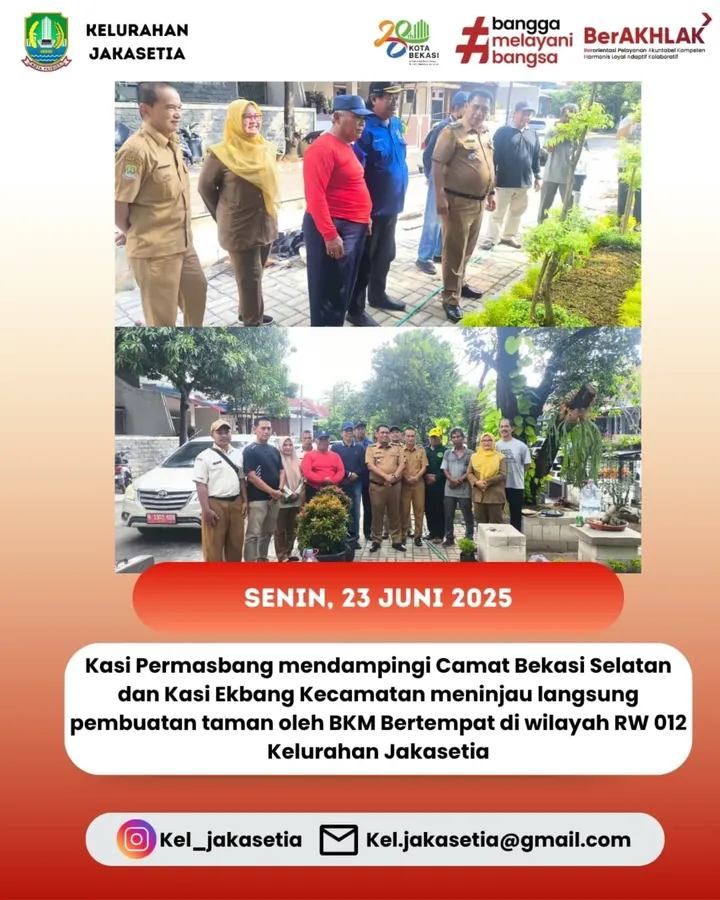 KELURAHAN
JAKASETIA
KOTA
BEKASI
#bangga
melayani
bangsa
BerAKHLAK
Berorientasi Pelayanan Akuntabel Kompeten
Harmonis Loyal Adaptif Kolaboratif
SENIN, 23 JUNI 2025
Kasi Permasbang mendampingi Camat Bekasi Selatan
dan Kasi Ekbang Kecamatan meninjau langsung
pembuatan taman oleh BKM Bertempat di wilayah RW 012
Kelurahan Jakasetia
Kel_jakasetia
Kel.jakasetia@gmail.com